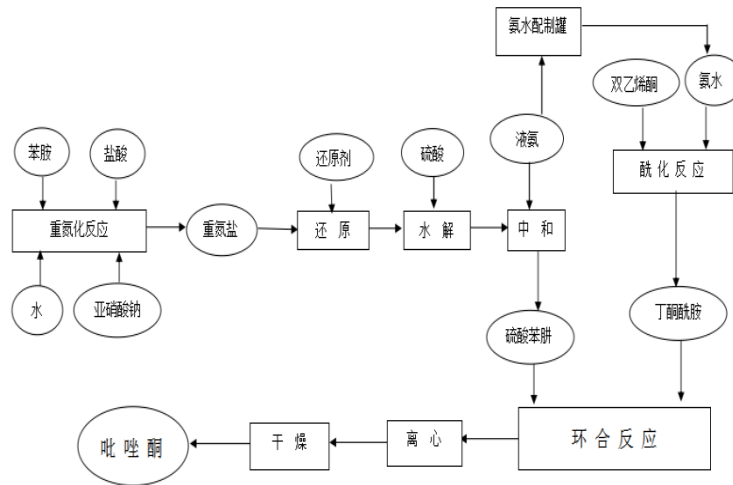 氨水配制罐
双乙烯酮
氨水
苯胺
盐酸
还原剂
硫酸
液氨
酰 化 反 应
重氮化反应
重氮盐
还 原
水 解
中 和
水
亚硝酸钠
硫酸苯肼
丁酮酰胺
吡 唑 酮
干 燥
离 心
环 合 反 应